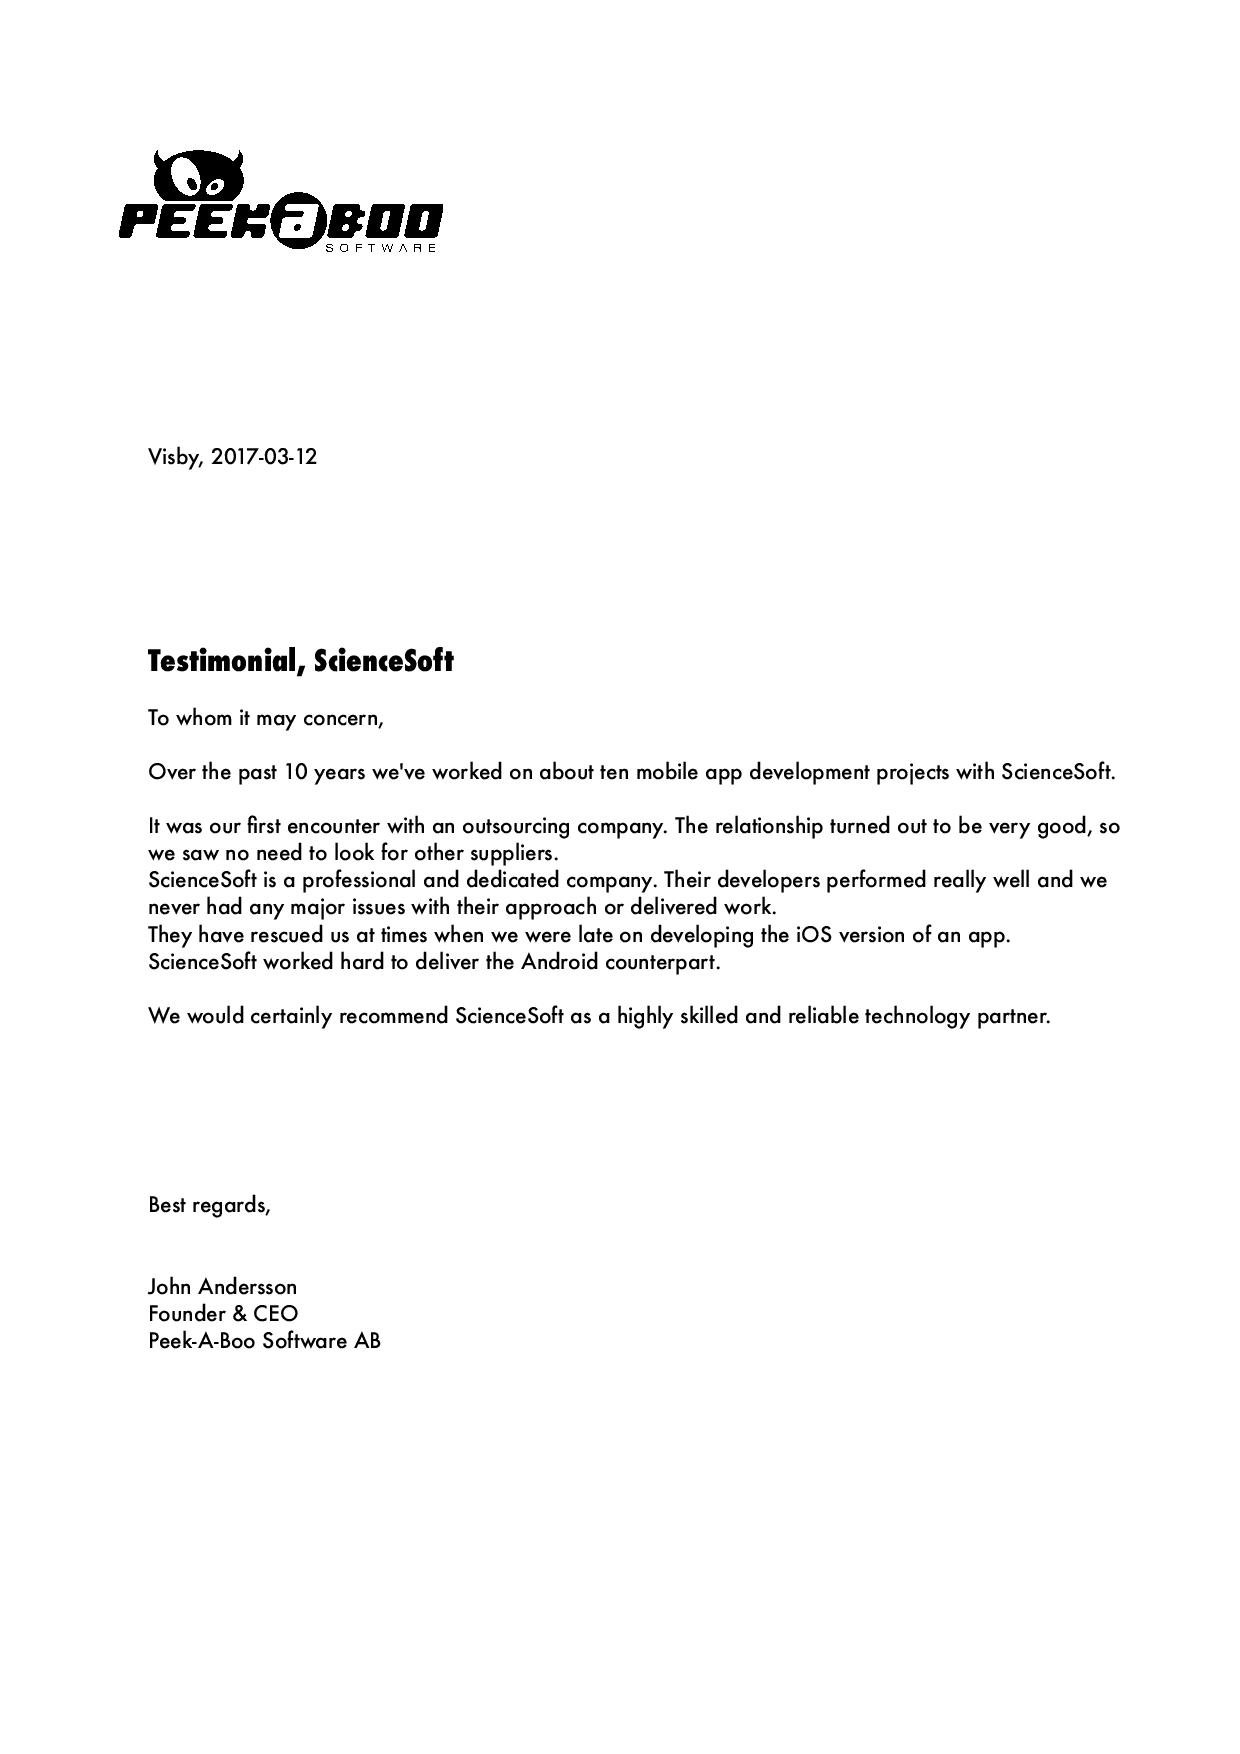 PEEKaBOO
SOFTWARE
Visby, 2017-03-12
Testimonial, ScienceSoft
To whom it may concern,
Over the past 10 years we've worked on about ten mobile app development projects with ScienceSoft.
It was our first encounter with an outsourcing company. The relationship turned out to be very good, so
we saw no need to look for other suppliers.
ScienceSoft is a professional and dedicated company. Their developers performed really well and we
never had any major issues with their approach or delivered work.
They have rescued us at times when we were late on developing the iOS version of an app.
ScienceSoft worked hard to deliver the Android counterpart.
We would certainly recommend ScienceSoft as a highly skilled and reliable technology partner.
Best regards,
John Andersson
Founder & CEO
Peek-A-Boo Software AB